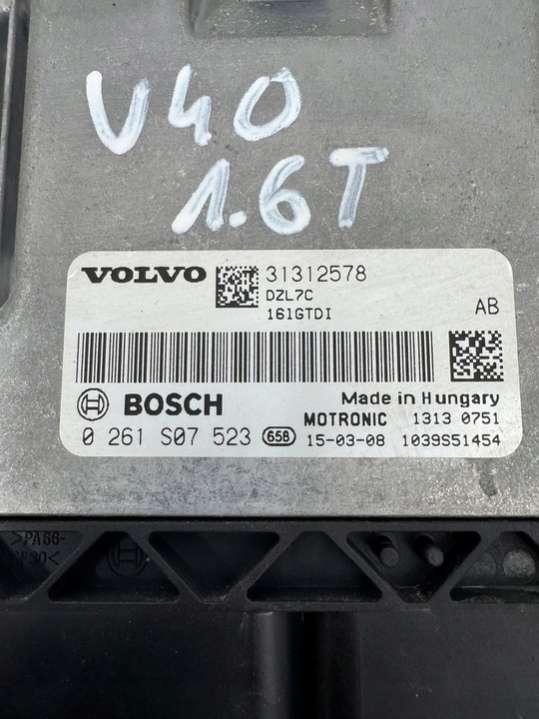 V40
1.6T
VOLVO 31312578
DZL7C
161GTDI AB
BOSCH Made in Hungary
MOTRONIC 1313 0751
0 261 S07 523 658 15-03-08 1039S51454
>PA66-